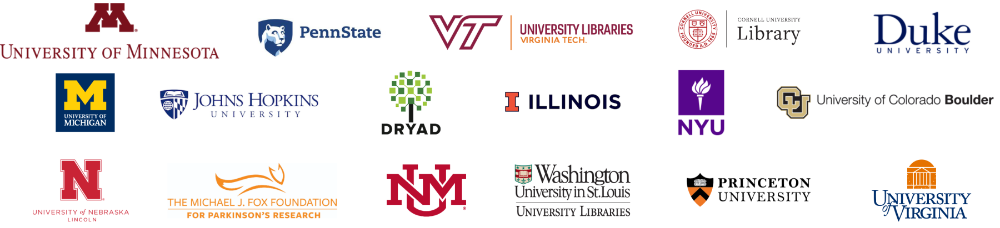 M
UNIVERSITY OF MINNESOTA
PennState
VT
UNIVERSITY LIBRARIES
VIRGINIA TECH.
CORNELL UNIVERSITY
FOUNDED A.D. 1865
CORNELL UNIVERSITY
Library
Duke
UNIVERSITY
M
UNIVERSITY OF
MICHIGAN
JOHNS HOPKINS
UNIVERSITY
DRYAD
I ILLINOIS
NYU
CU
University of Colorado Boulder
N
UNIVERSITY of NEBRASKA
LINCOLN
THE MICHAEL J. FOX FOUNDATION
FOR PARKINSON'S RESEARCH
NUM
Washington
University in St. Louis
UNIVERSITY LIBRARIES
PRINCETON
UNIVERSITY
UNIVERSITY
of VIRGINIA